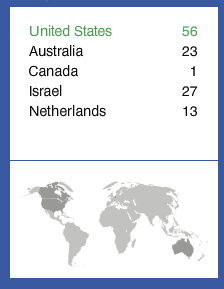 United States 56
Australia 23
Canada 1
Israel 27
Netherlands 13